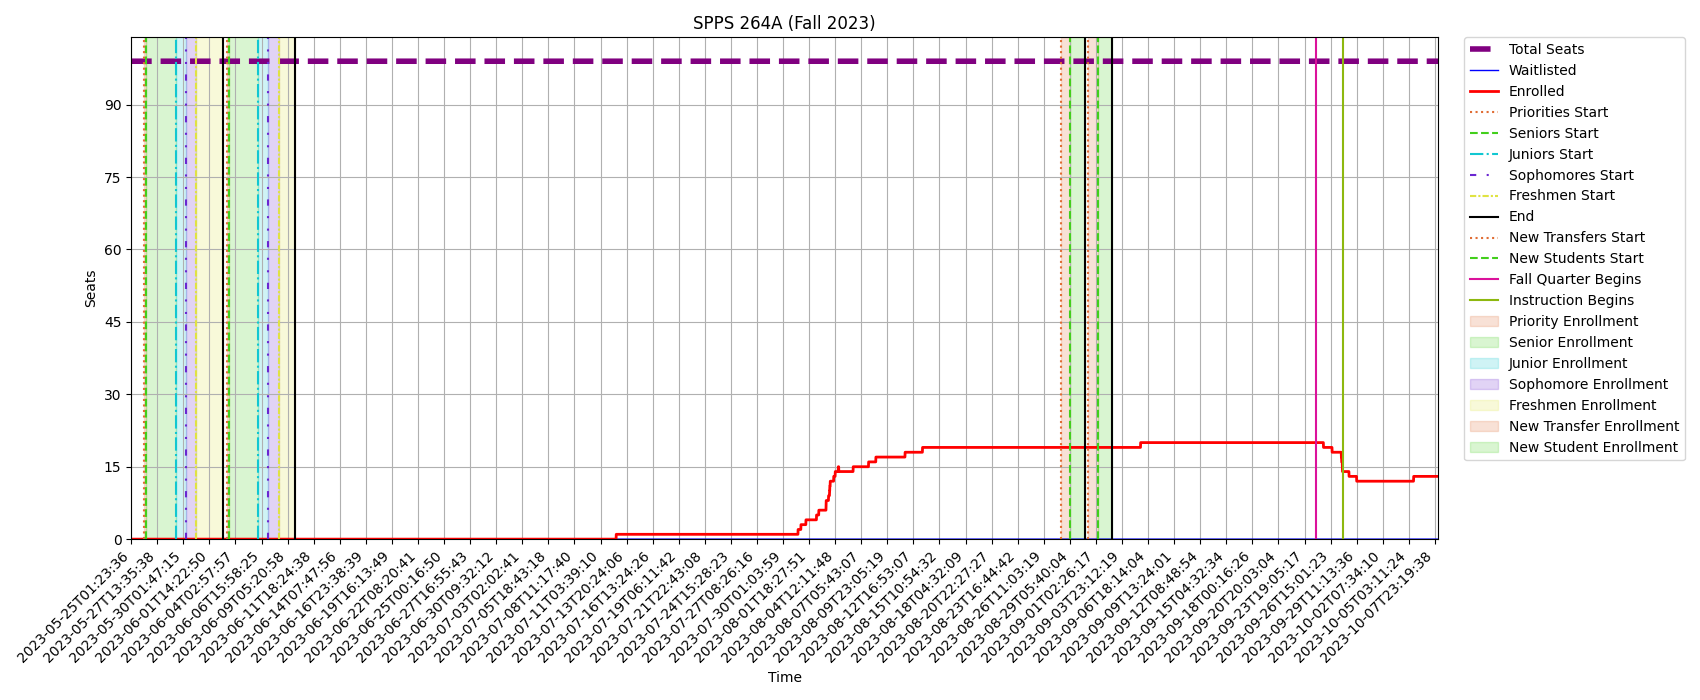 SPPS 264A (Fall 2023)
Seats
90
75
60
45
30
15
0
2023-05-25T01:23:36
2023-05-27T13:35:38
2023-05-30T01:47:15
2023-06-01T14:22:50
2023-06-04T02:57:57
2023-06-06T15:58:25
2023-06-09T05:20:58
2023-06-11T18:24:38
2023-06-14T07:47:56
2023-06-16T23:38:39
2023-06-19T16:13:49
2023-06-22T08:20:41
2023-06-25T00:16:50
2023-06-27T16:55:43
2023-06-30T09:32:12
2023-07-03T02:02:41
2023-07-05T18:43:18
2023-07-08T11:17:40
2023-07-11T03:39:10
2023-07-13T20:24:06
2023-07-16T13:24:26
2023-07-19T06:11:42
2023-07-21T22:43:08
2023-07-24T15:28:23
2023-07-27T08:26:16
2023-07-30T01:03:59
2023-08-01T18:27:51
2023-08-04T12:11:48
2023-08-07T05:43:07
2023-08-09T23:05:19
2023-08-12T16:53:07
2023-08-15T10:54:32
2023-08-18T04:32:09
2023-08-20T22:27:27
2023-08-23T16:44:42
2023-08-26T11:03:19
2023-08-29T05:40:04
2023-09-01T02:26:17
2023-09-03T23:12:19
2023-09-06T18:14:04
2023-09-09T13:24:01
2023-09-12T08:48:54
2023-09-15T04:32:34
2023-09-18T00:16:26
2023-09-20T20:03:04
2023-09-23T19:05:17
2023-09-26T15:01:23
2023-09-29T11:13:36
2023-10-02T07:34:10
2023-10-05T03:11:24
2023-10-07T23:19:38
Time
Total Seats
Waitlisted
Enrolled
Priorities Start
Seniors Start
Juniors Start
Sophomores Start
Freshmen Start
End
New Transfers Start
New Students Start
Fall Quarter Begins
Instruction Begins
Priority Enrollment
Senior Enrollment
Junior Enrollment
Sophomore Enrollment
Freshmen Enrollment
New Transfer Enrollment
New Student Enrollment